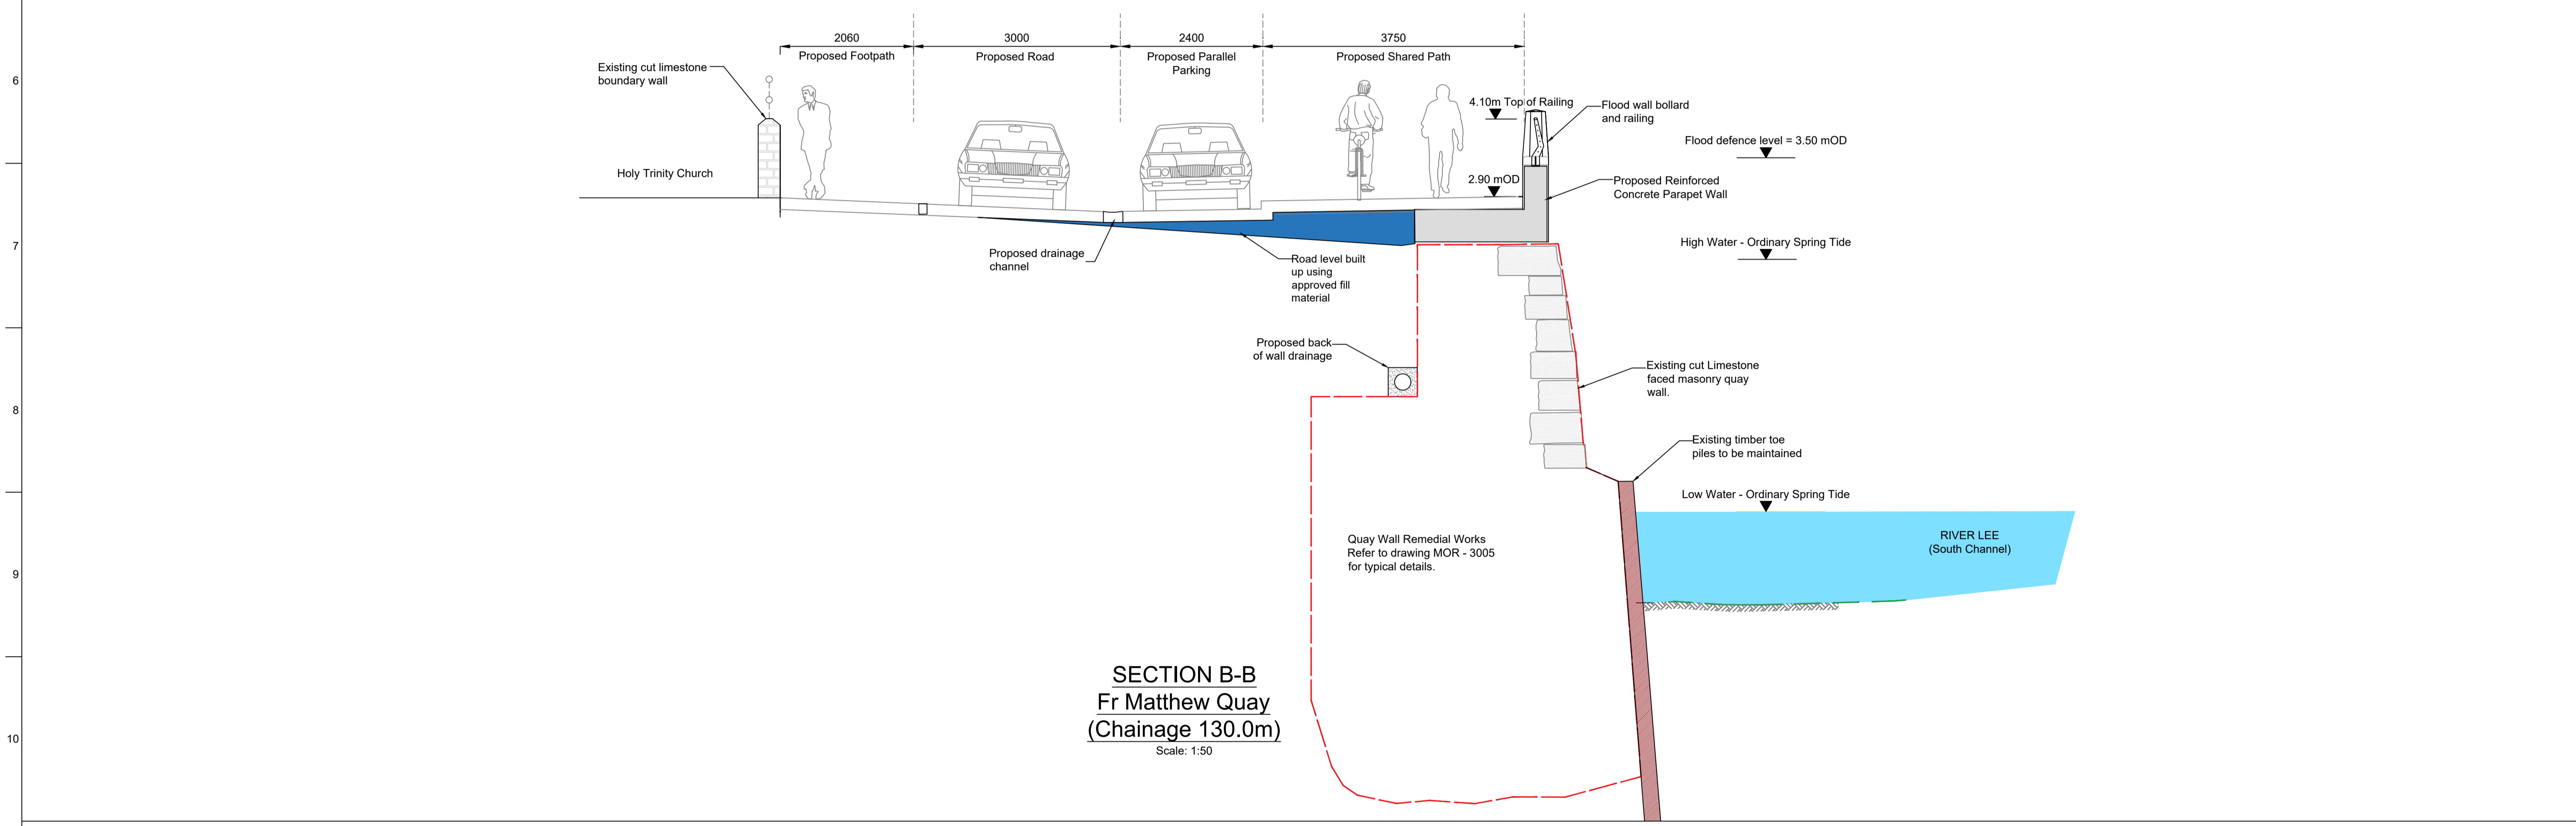 2060
3000
2400
3750
Proposed Footpath
Proposed Road
Proposed Parallel
Parking
Proposed Shared Path
Existing cut limestone
boundary wall
6
4.10m Top of Railing
Flood wall bollard
and railing
Flood defence level = 3.50 mOD
Holy Trinity Church
2.90 mOD
Proposed Reinforced
Concrete Parapet Wall
7
Proposed drainage
channel
Road level built
up using
approved fill
material
High Water - Ordinary Spring Tide
Proposed back
of wall drainage
Existing cut Limestone
faced masonry quay
wall.
8
Existing timber toe
piles to be maintained
Low Water - Ordinary Spring Tide
Quay Wall Remedial Works
Refer to drawing MOR - 3005
for typical details.
RIVER LEE
(South Channel)
9
SECTION B-B
Fr Matthew Quay
(Chainage 130.0m)
Scale: 1:50
10